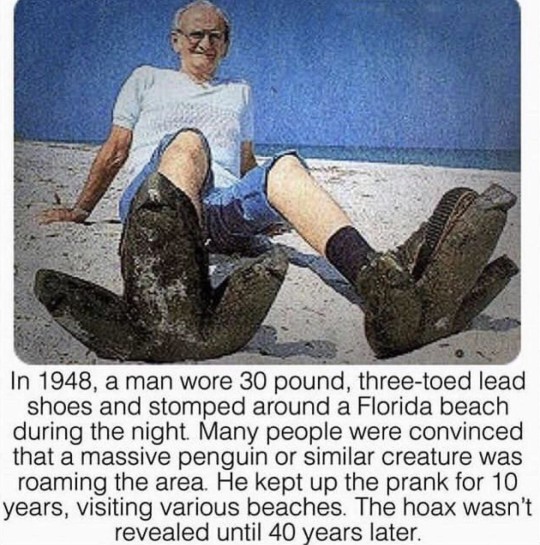 In 1948, a man wore 30 pound, three-toed lead
shoes and stomped around a Florida beach
during the night. Many people were convinced
that a massive penguin or similar creature was
roaming the area. He kept up the prank for 10
years, visiting various beaches. The hoax wasn't
revealed until 40 years later.